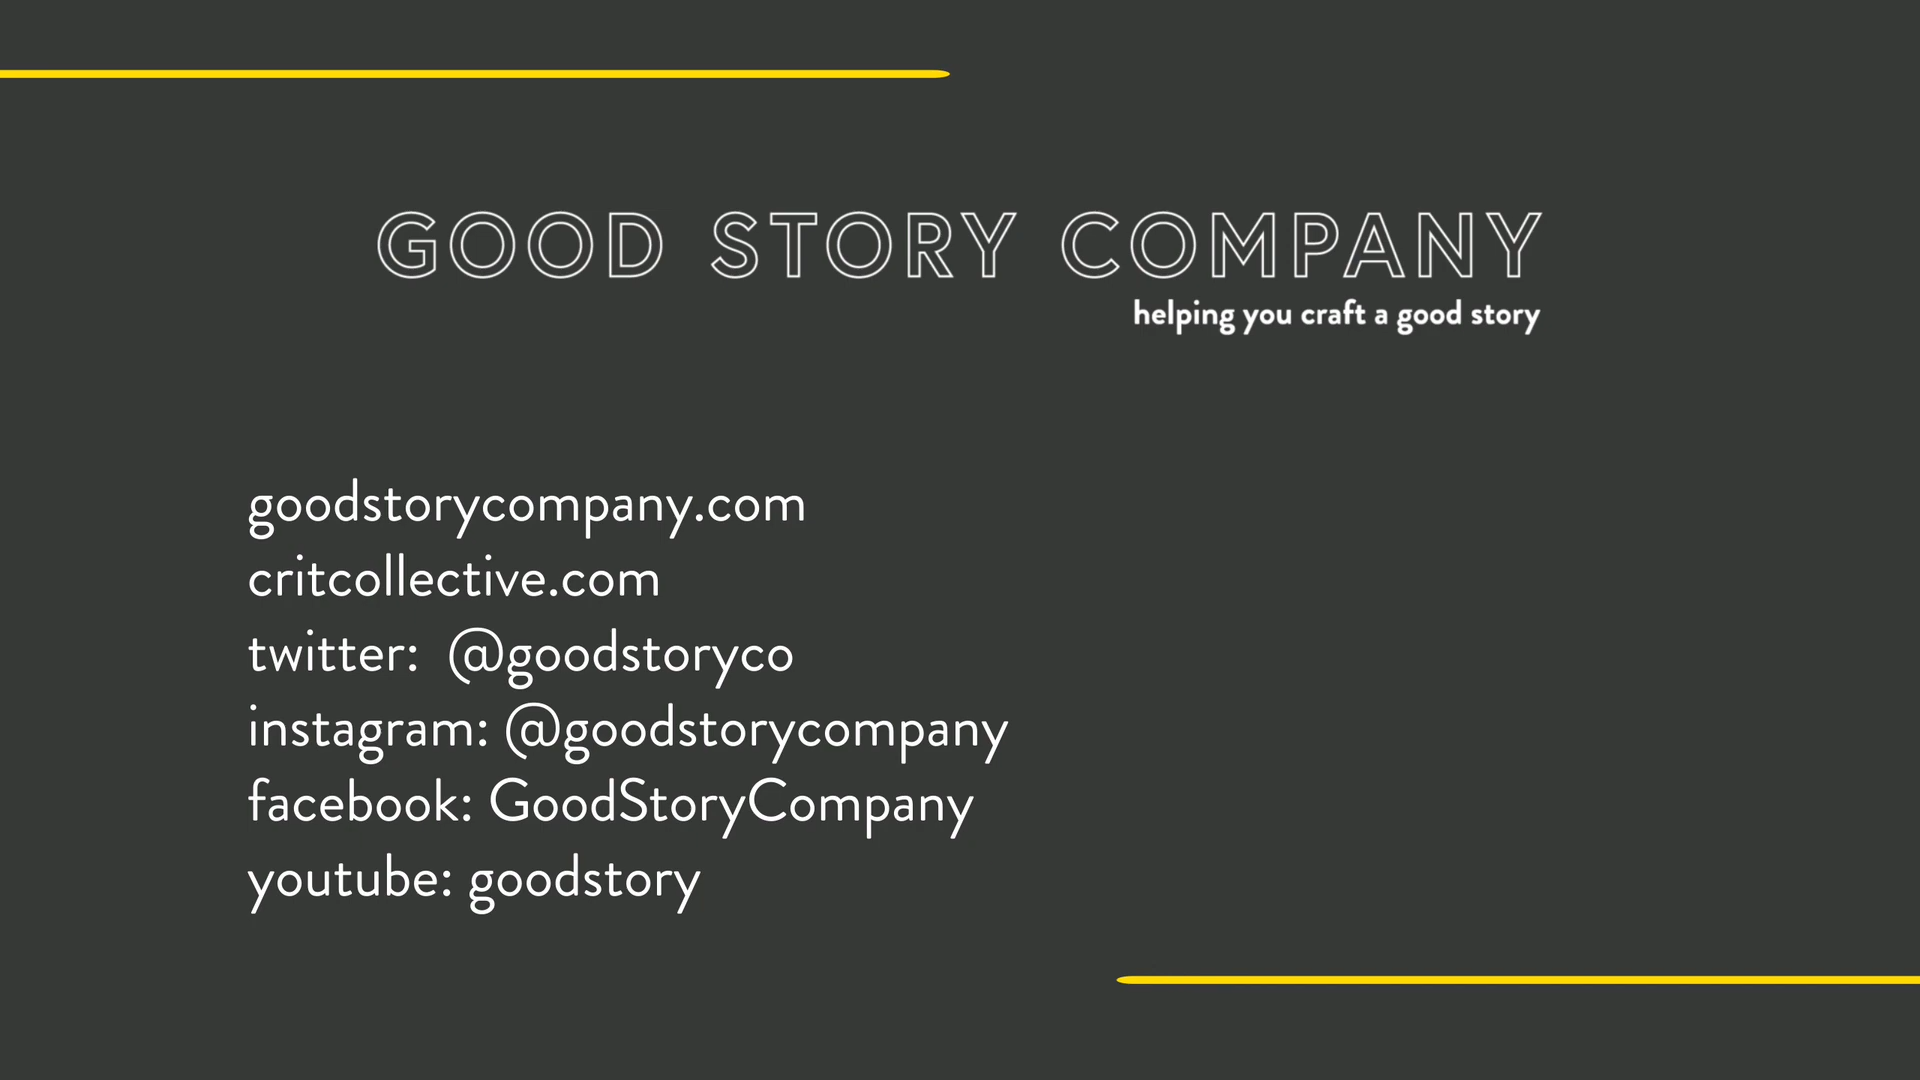 GOOD STORY COMPANY
helping you craft a good story
goodstorycompany.com
critcollective.com
twitter:  @goodstoryco
instagram: @goodstorycompany
facebook: GoodStoryCompany
youtube: goodstory